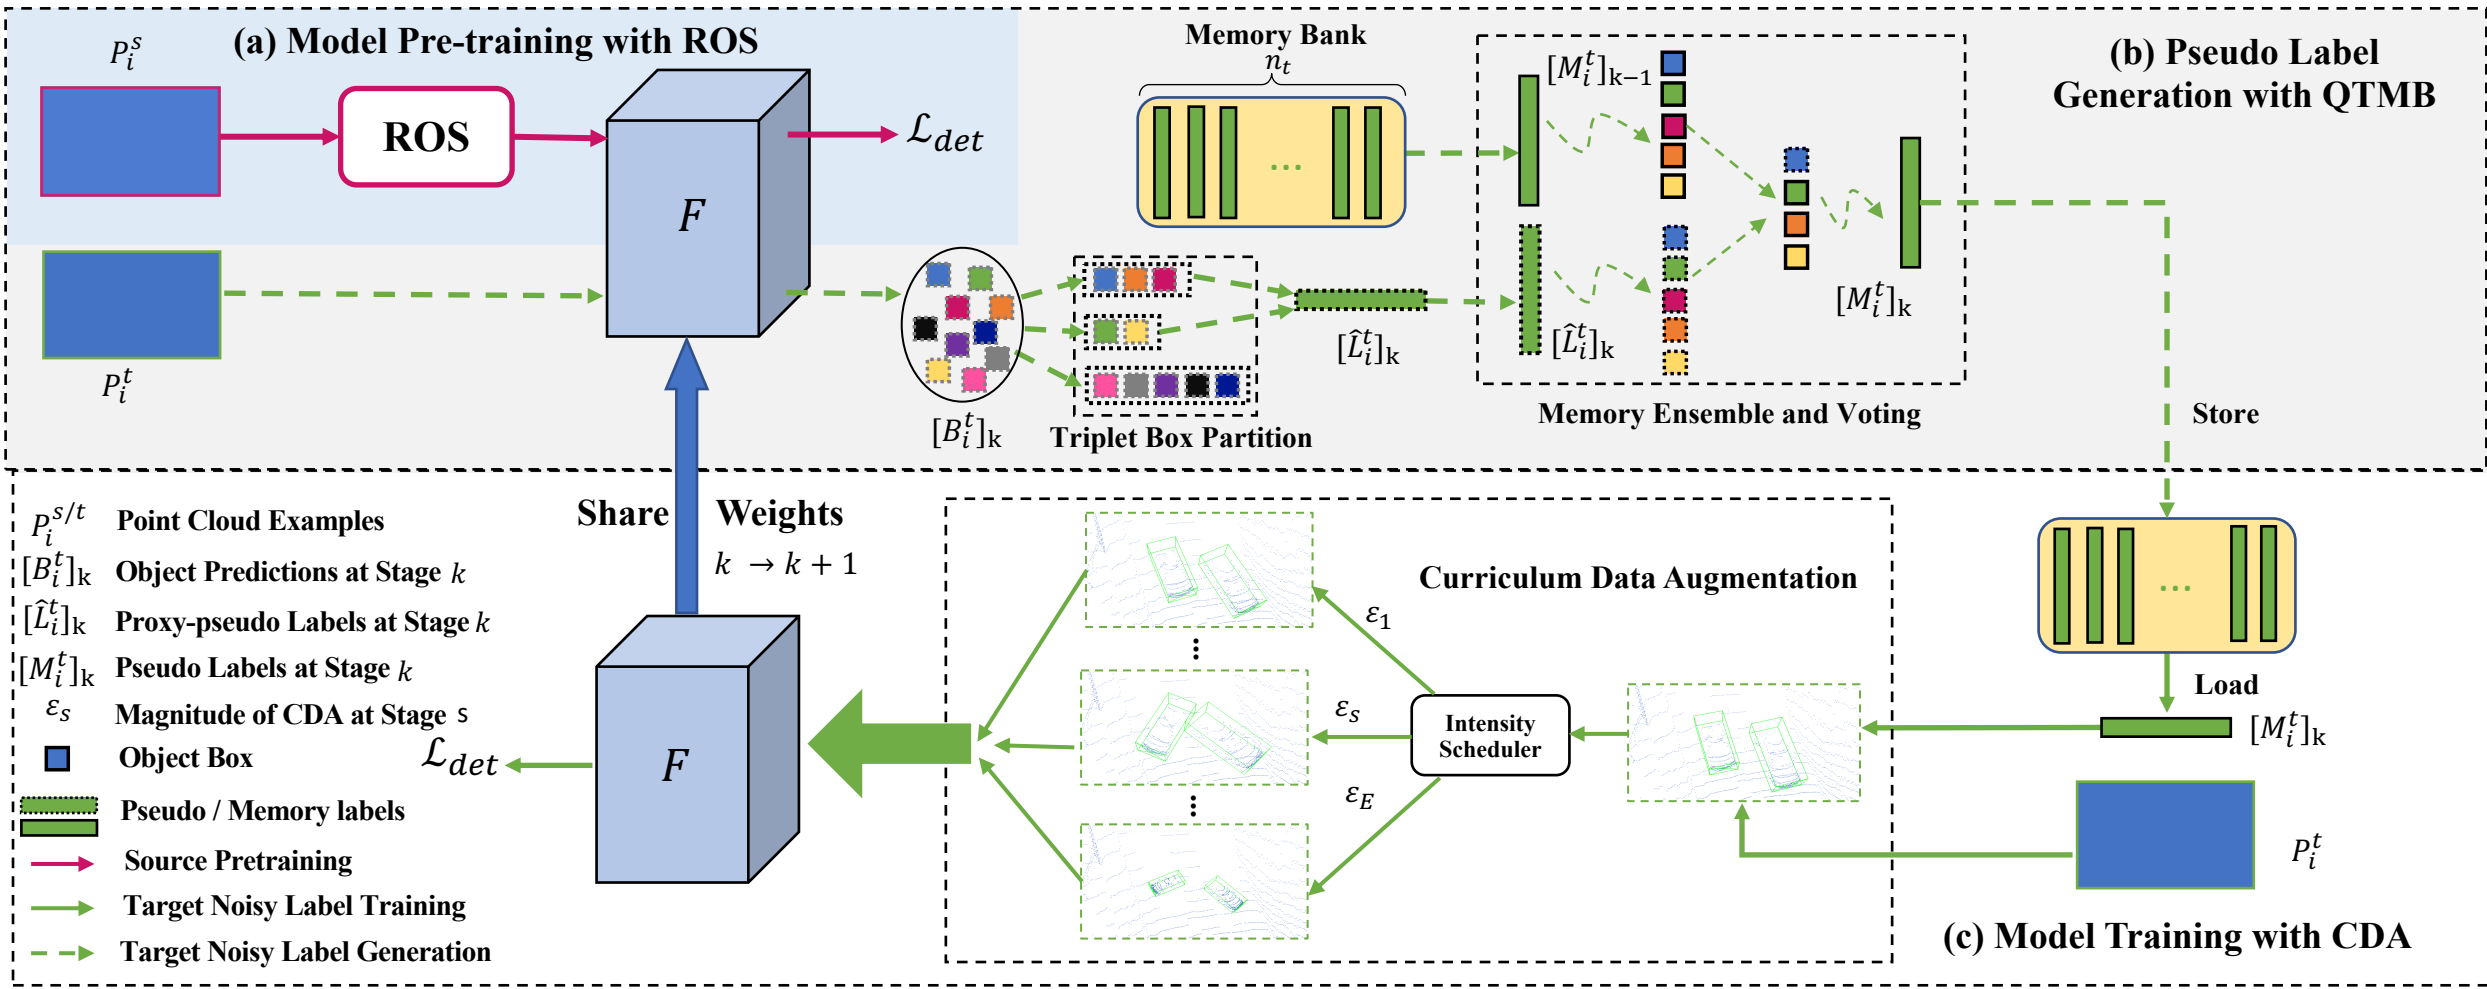 (a) Model Pre-training with ROS
P_i^s
ROS
F
ℒ_det
P_i^t
Memory Bank
n_t
...
[M_i^t]_{k−1}
(b) Pseudo Label
Generation with QTMB
[B_i^t]_k
Triplet Box Partition
[L̂_i^t]_k
[L̂_i^t]_k
[M_i^t]_k
Memory Ensemble and Voting
Store
P_i^{s/t} Point Cloud Examples
[B_i^t]_k Object Predictions at Stage k
[L̂_i^t]_k Proxy-pseudo Labels at Stage k
[M_i^t]_k Pseudo Labels at Stage k
ε_s Magnitude of CDA at Stage s
Object Box
Pseudo / Memory labels
Source Pretraining
Target Noisy Label Training
Target Noisy Label Generation
Share Weights
k → k + 1
F
ℒ_det
Curriculum Data Augmentation
ε_1
ε_s
ε_E
Intensity
Scheduler
...
Load
[M_i^t]_k
P_i^t
(c) Model Training with CDA